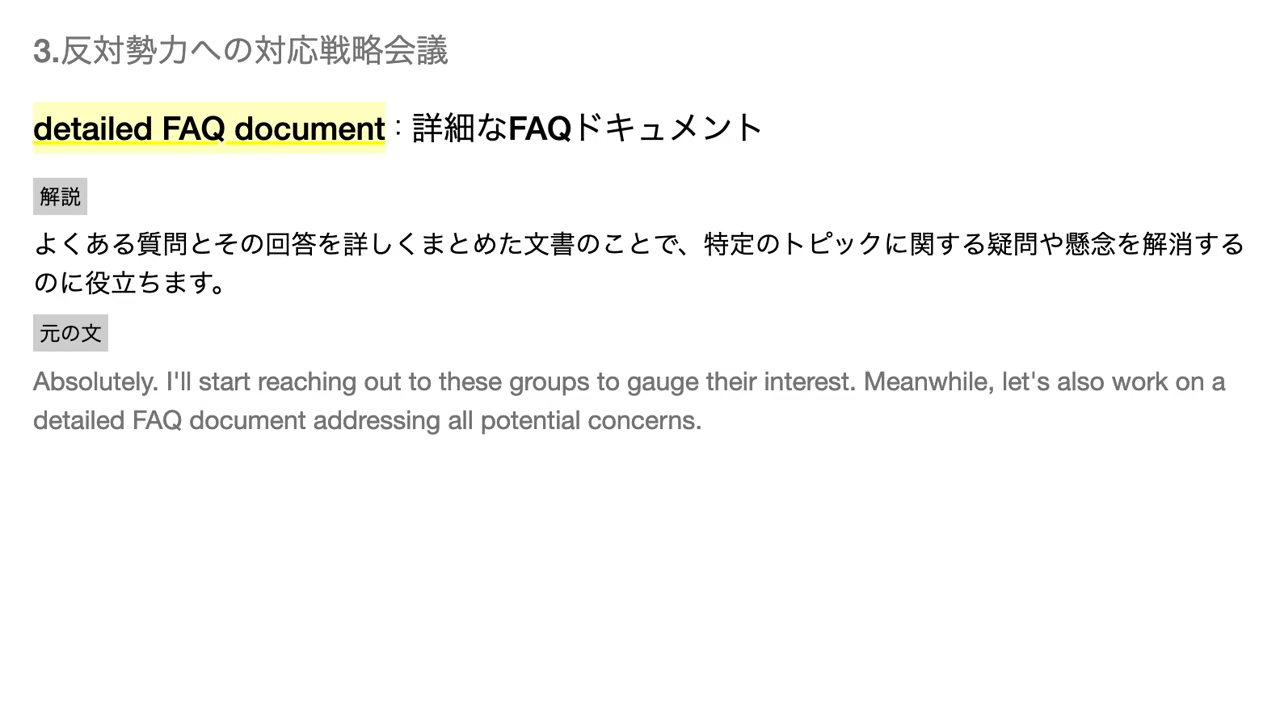 3.反対勢力への対応戦略会議
detailed FAQ document : 詳細なFAQドキュメント
解説
よくある質問とその回答を詳しくまとめた文書のことで、特定のトピックに関する疑問や懸念を解消する
のに役立ちます。
元の文
Absolutely. I'll start reaching out to these groups to gauge their interest. Meanwhile, let's also work on a
detailed FAQ document addressing all potential concerns.